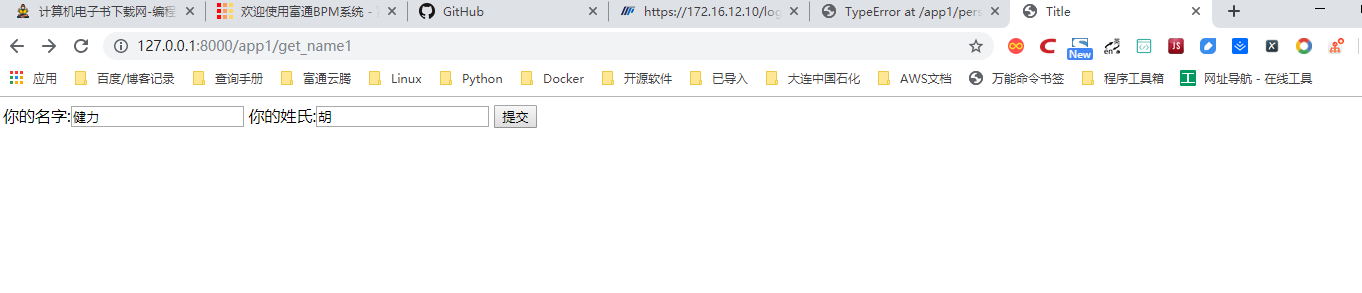 计算机电子书下载网-编程 欢迎使用富通BPM系统 - GitHub https://172.16.12.10/log TypeError at /app1/pers Title
127.0.0.1:8000/app1/get_name1 New
应用 百度/博客记录 查询手册 富通云腾 Linux Python Docker 开源软件 已导入 大连中国石化 AWS文档 万能命令书签 程序工具箱 网址导航 - 在线工具
你的名字:健力 你的姓氏:胡 提交